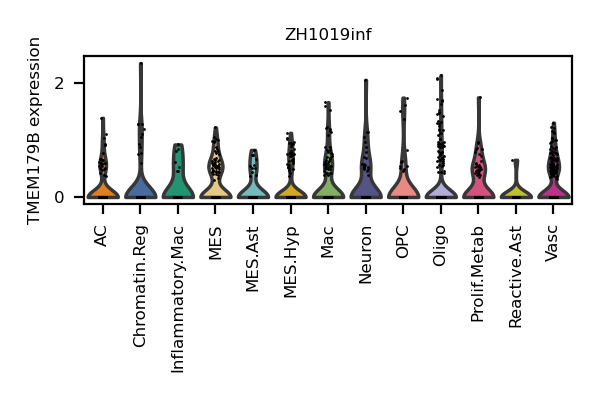 ZH1019inf
TMEM179B expression
2
0
AC
Chromatin.Reg
Inflammatory.Mac
MES
MES.Ast
MES.Hyp
Mac
Neuron
OPC
Oligo
Prolif.Metab
Reactive.Ast
Vasc